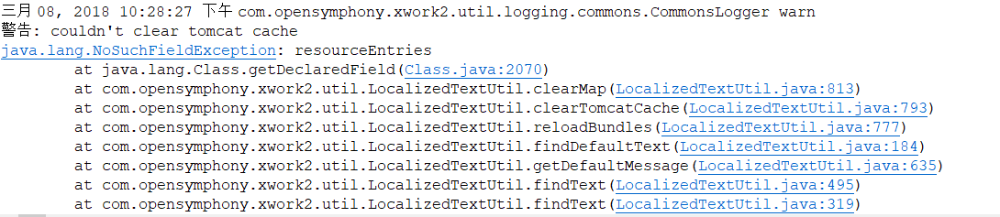 三月 08, 2018 10:28:27 下午 com.opensymphony.xwork2.util.logging.commons.CommonsLogger warn
警告: couldn't clear tomcat cache
java.lang.NoSuchFieldException: resourceEntries
at java.lang.Class.getDeclaredField(Class.java:2070)
at com.opensymphony.xwork2.util.LocalizedTextUtil.clearMap(LocalizedTextUtil.java:813)
at com.opensymphony.xwork2.util.LocalizedTextUtil.clearTomcatCache(LocalizedTextUtil.java:793)
at com.opensymphony.xwork2.util.LocalizedTextUtil.reloadBundles(LocalizedTextUtil.java:777)
at com.opensymphony.xwork2.util.LocalizedTextUtil.findDefaultText(LocalizedTextUtil.java:184)
at com.opensymphony.xwork2.util.LocalizedTextUtil.getDefaultMessage(LocalizedTextUtil.java:635)
at com.opensymphony.xwork2.util.LocalizedTextUtil.findText(LocalizedTextUtil.java:495)
at com.opensymphony.xwork2.util.LocalizedTextUtil.findText(LocalizedTextUtil.java:319)